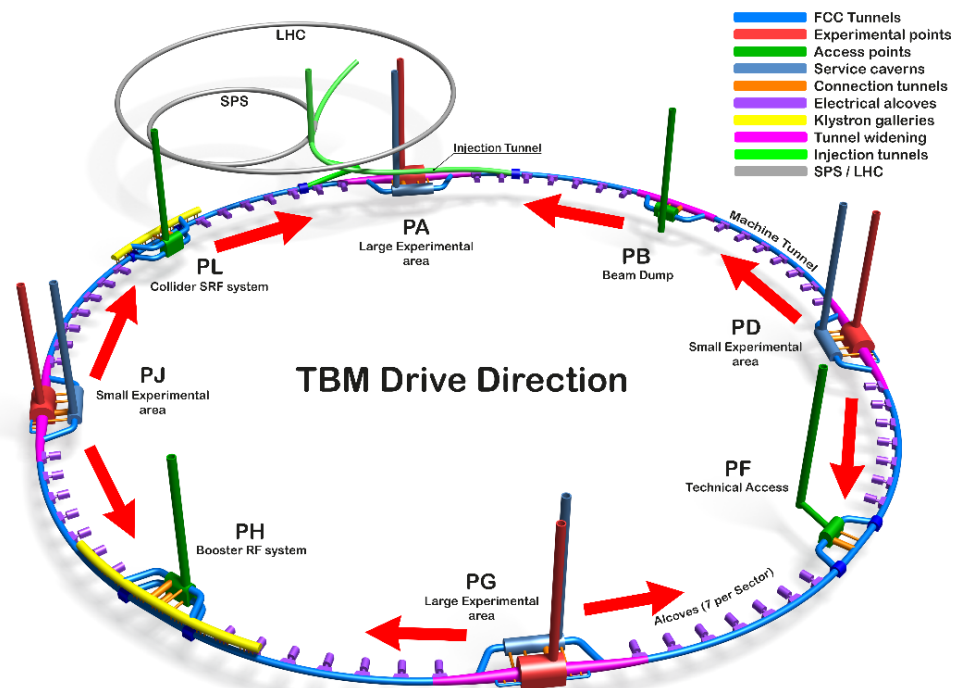 LHC
SPS
Injection Tunnel
FCC Tunnels
Experimental points
Access points
Service caverns
Connection tunnels
Electrical alcoves
Klystron galleries
Tunnel widening
Injection tunnels
SPS / LHC
PA
Large Experimental
area
PL
Collider SRF system
PB
Beam Dump
Machine Tunnel
PD
Small Experimental
area
PJ
Small Experimental
area
TBM Drive Direction
PF
Technical Access
PH
Booster RF system
PG
Large Experimental
area
Alcoves (7 per Sector)